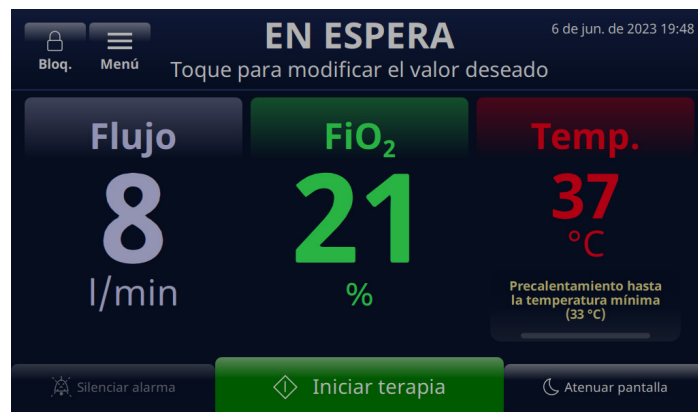 EN ESPERA
6 de jun. de 2023 19:48
Bloq.
Menú
Toque para modificar el valor deseado
Flujo
8
l/min
FiO₂
21
%
Temp.
37
°C
Precalentamiento hasta
la temperatura mínima
(33 °C)
Silenciar alarma
Iniciar terapia
Atenuar pantalla